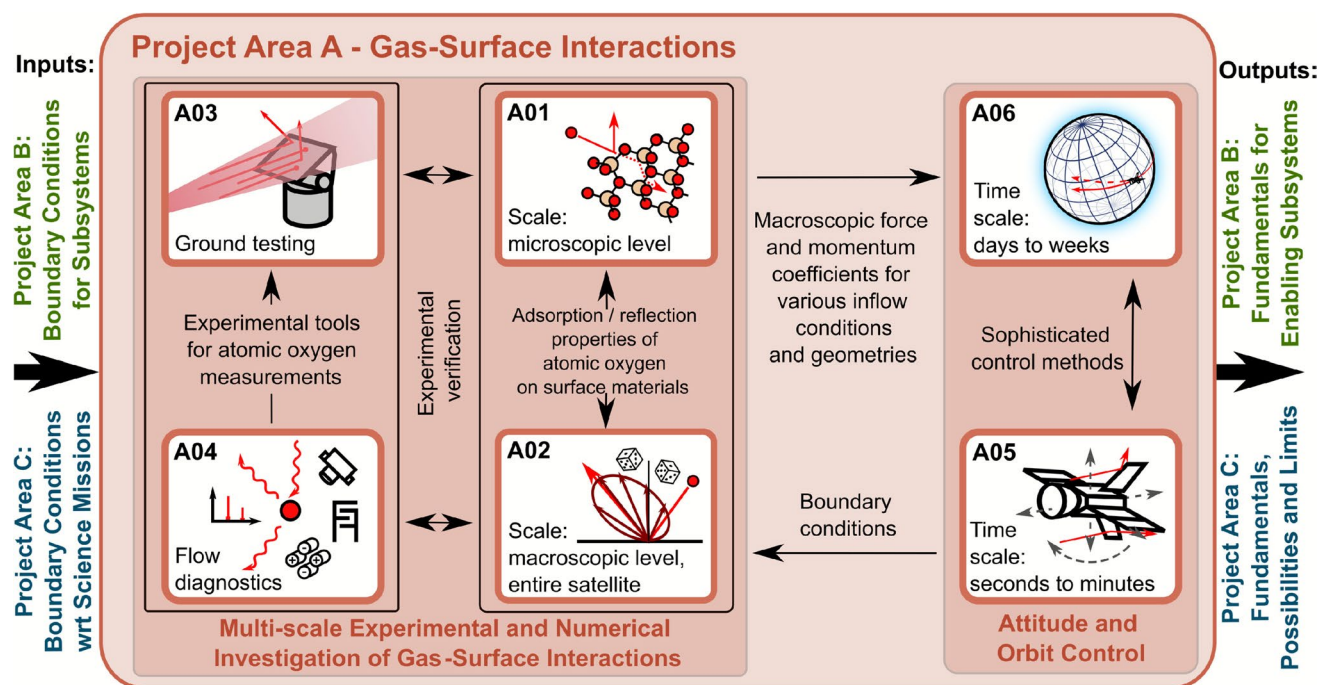 Project Area A - Gas-Surface Interactions
Inputs:
Project Area B:
Boundary Conditions
for Subsystems
Project Area C:
Boundary Conditions
wrt Science Missions
A03
Ground testing
Experimental tools
for atomic oxygen
measurements
A04
Flow
diagnostics
Experimental
verification
A01
Scale:
microscopic level
Adsorption / reflection
properties of
atomic oxygen
on surface materials
A02
Scale:
macroscopic level,
entire satellite
Multi-scale Experimental and Numerical
Investigation of Gas-Surface Interactions
Macroscopic force
and momentum
coefficients for
various inflow
conditions
and geometries
Boundary
conditions
A06
Time
scale:
days to weeks
Sophisticated
control methods
A05
Time
scale:
seconds to minutes
Attitude and
Orbit Control
Outputs:
Project Area B:
Fundamentals for
Enabling Subsystems
Project Area C:
Fundamentals,
Possibilities and Limits